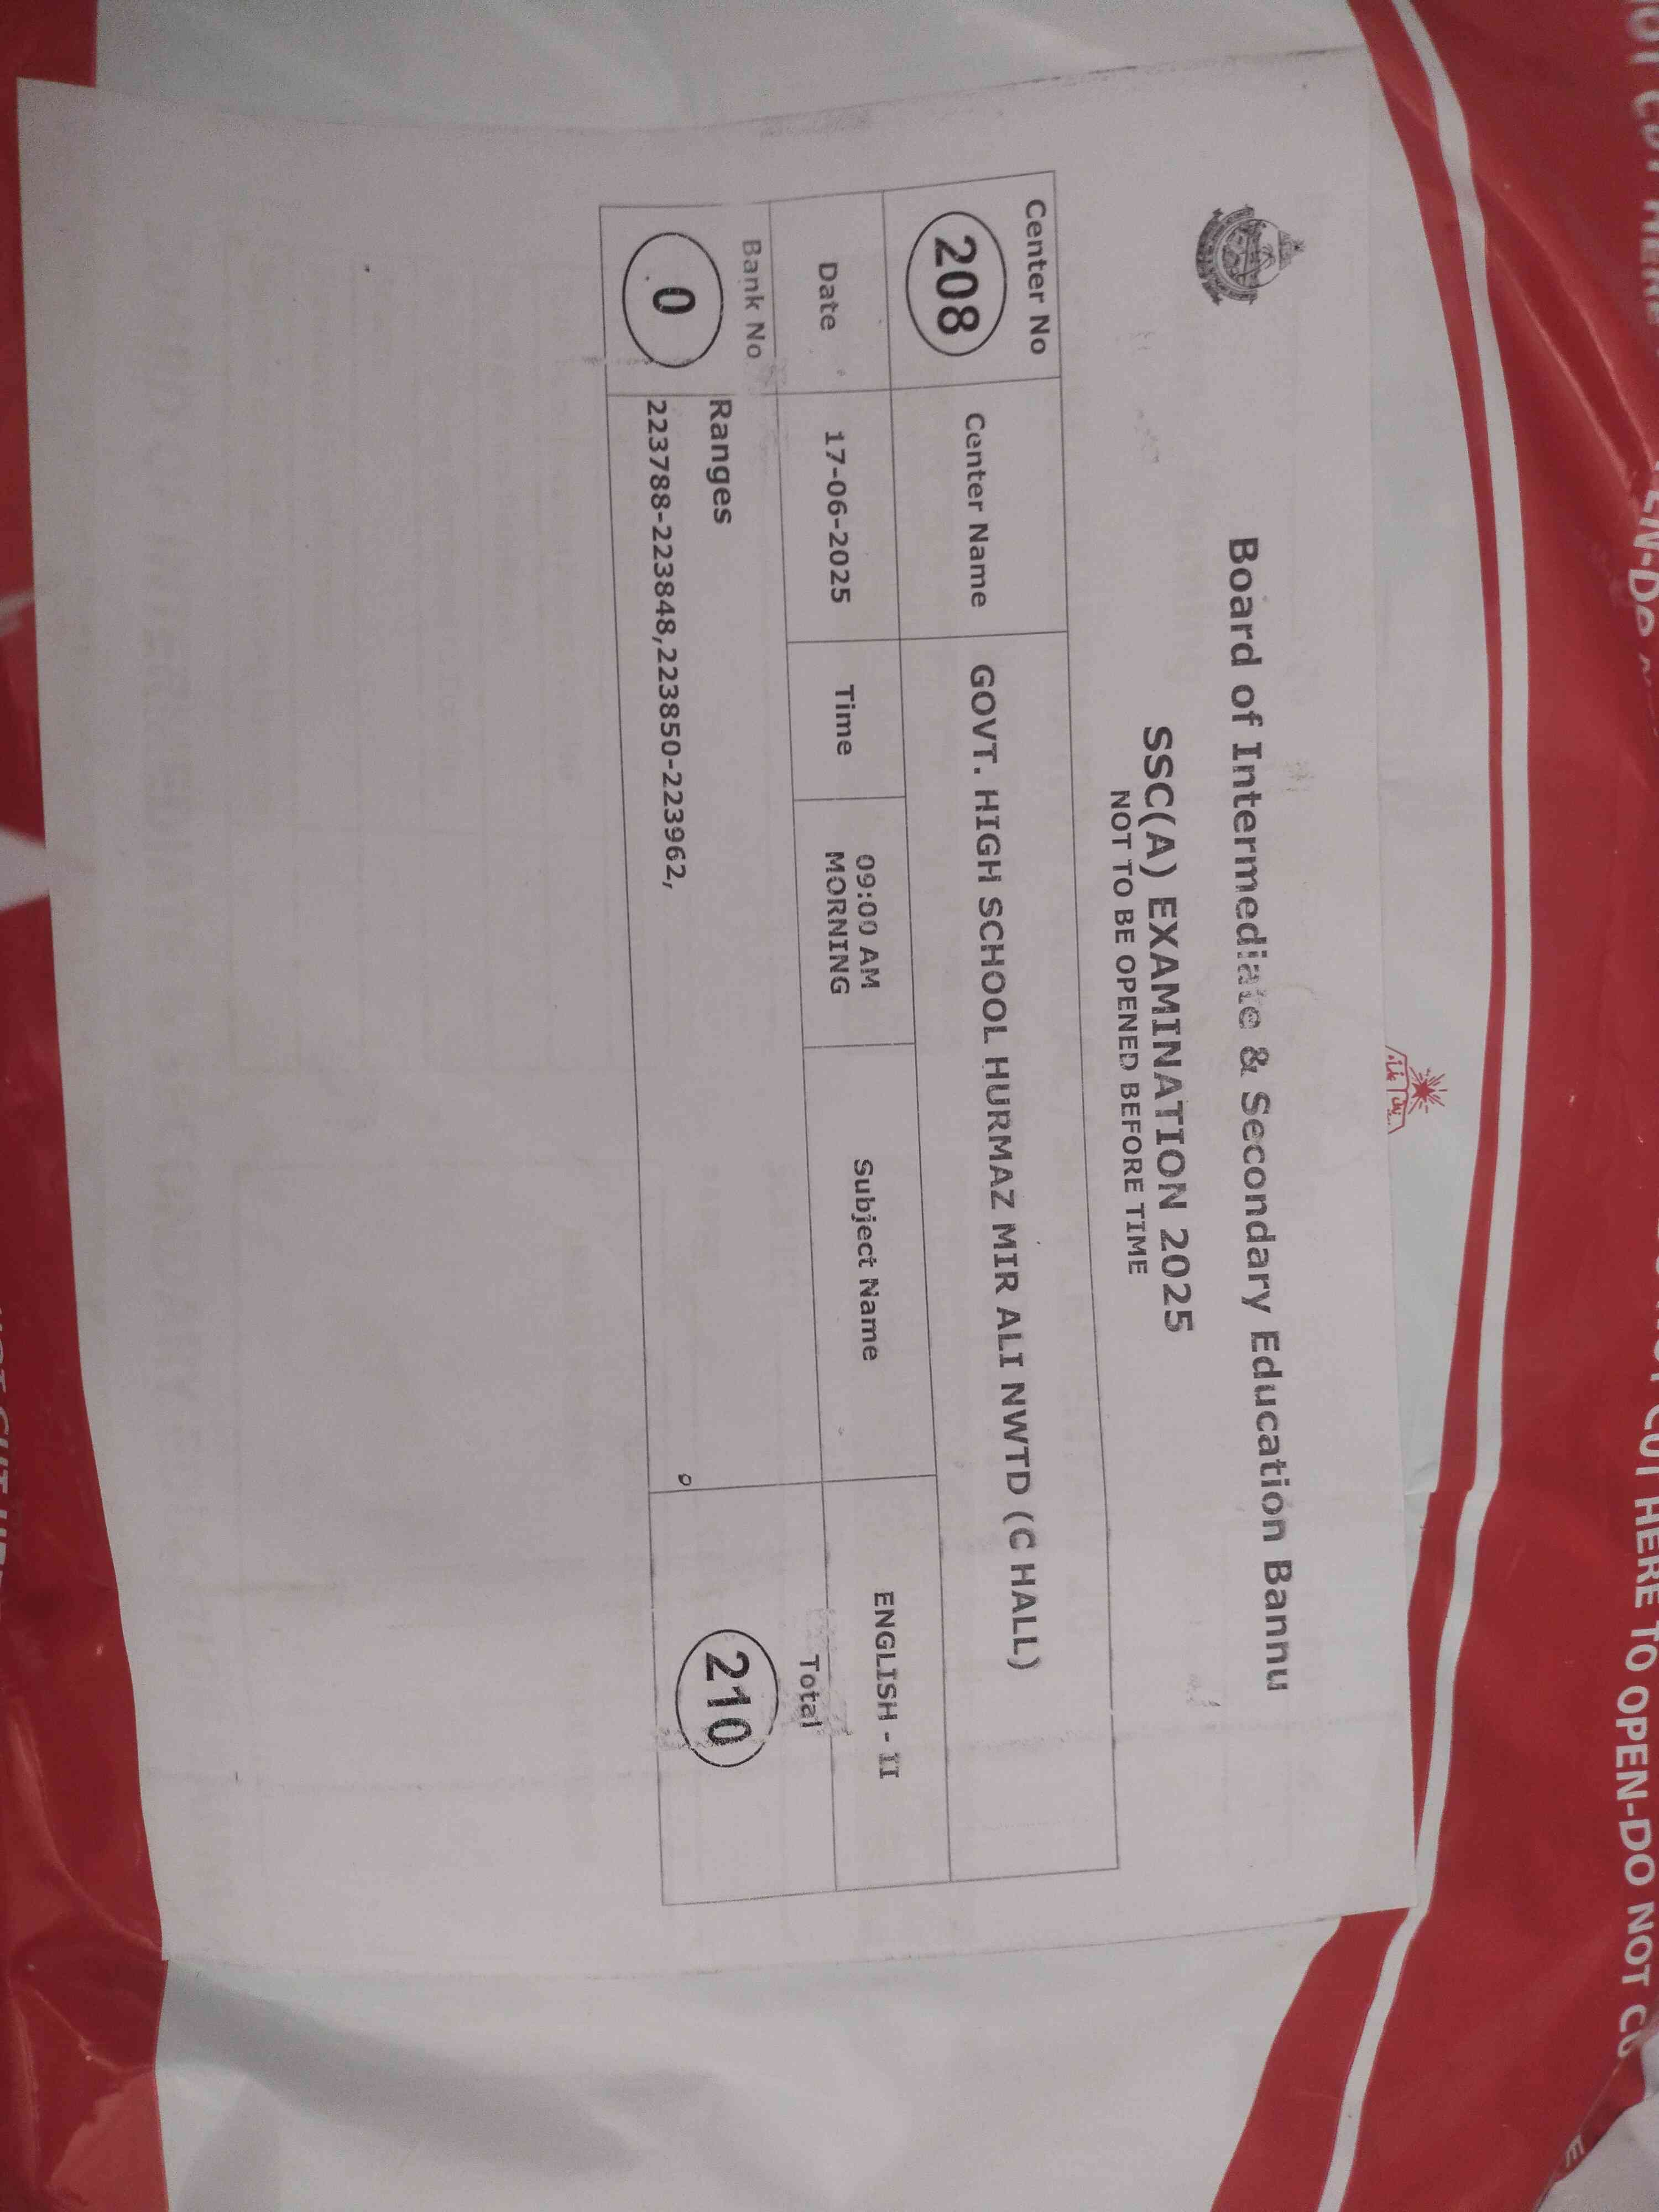 Board of Intermediate & Secondary Education Bannu
SSC(A) EXAMINATION 2025
NOT TO BE OPENED BEFORE TIME
Center No
208
Center Name
GOVT. HIGH SCHOOL HURMAZ MIR ALI NWTD (C HALL)
Date
17-06-2025
Time
09:00 AM
MORNING
Subject Name
ENGLISH - II
Bank No
0
Ranges
223788-223848,223850-223962,
Total
210
HERE TO OPEN-DO NOT